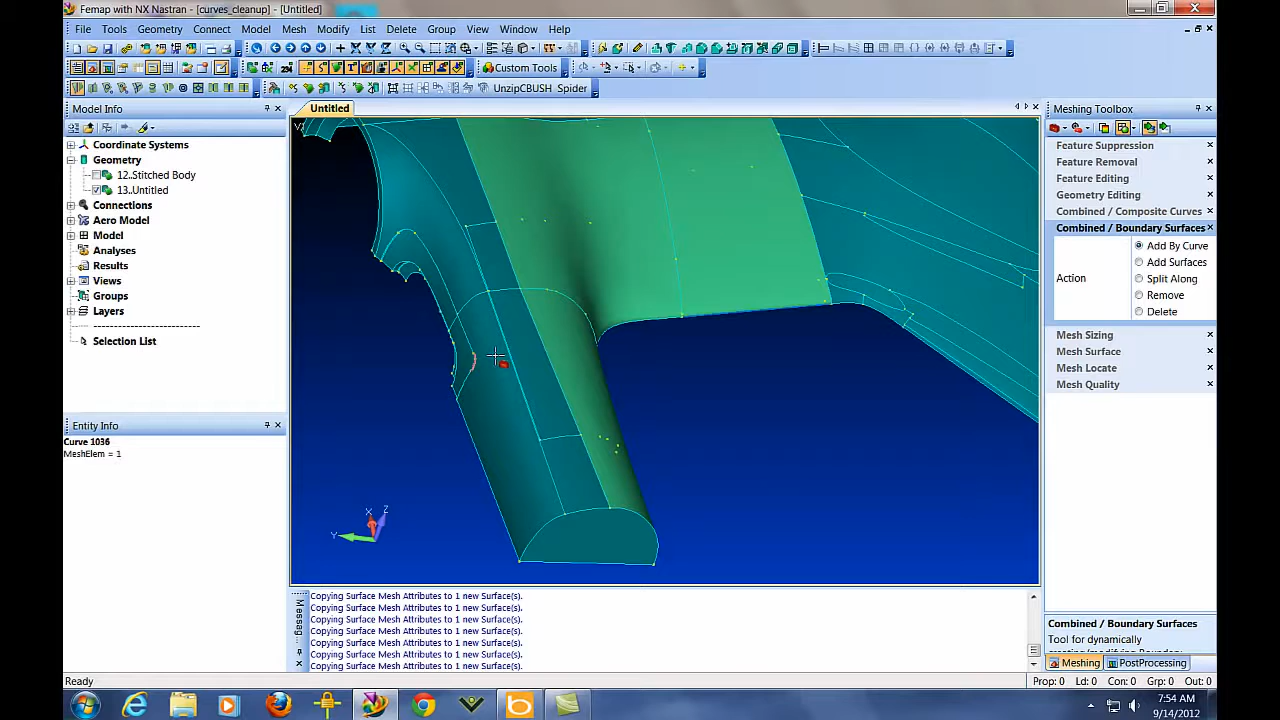 Femap with NX Nastran - [curves_cleanup] - [Untitled]
File Tools Geometry Connect Model Mesh Modify List Delete Group View Window Help
Custom Tools
UnzipCBUSH Spider
Model Info
Coordinate Systems
Geometry
12..Stitched Body
13..Untitled
Connections
Aero Model
Model
Analyses
Results
Views
Groups
Layers
Selection List
Entity Info
Curve 1036
MeshElem = 1
Untitled
V1
X
Z
Y
Messag...
Copying Surface Mesh Attributes to 1 new Surface(s).
Copying Surface Mesh Attributes to 1 new Surface(s).
Copying Surface Mesh Attributes to 1 new Surface(s).
Copying Surface Mesh Attributes to 1 new Surface(s).
Copying Surface Mesh Attributes to 1 new Surface(s).
Copying Surface Mesh Attributes to 1 new Surface(s).
Copying Surface Mesh Attributes to 1 new Surface(s).
Meshing Toolbox
Feature Suppression
Feature Removal
Feature Editing
Geometry Editing
Combined / Composite Curves
Combined / Boundary Surfaces
Action
Add By Curve
Add Surfaces
Split Along
Remove
Delete
Mesh Sizing
Mesh Surface
Mesh Locate
Mesh Quality
Combined / Boundary Surfaces
Tool for dynamically
Meshing PostProcessing
Ready
Prop: 0 Ld: 0 Con: 0 Grp: 0 Out: 0
7:54 AM
9/14/2012